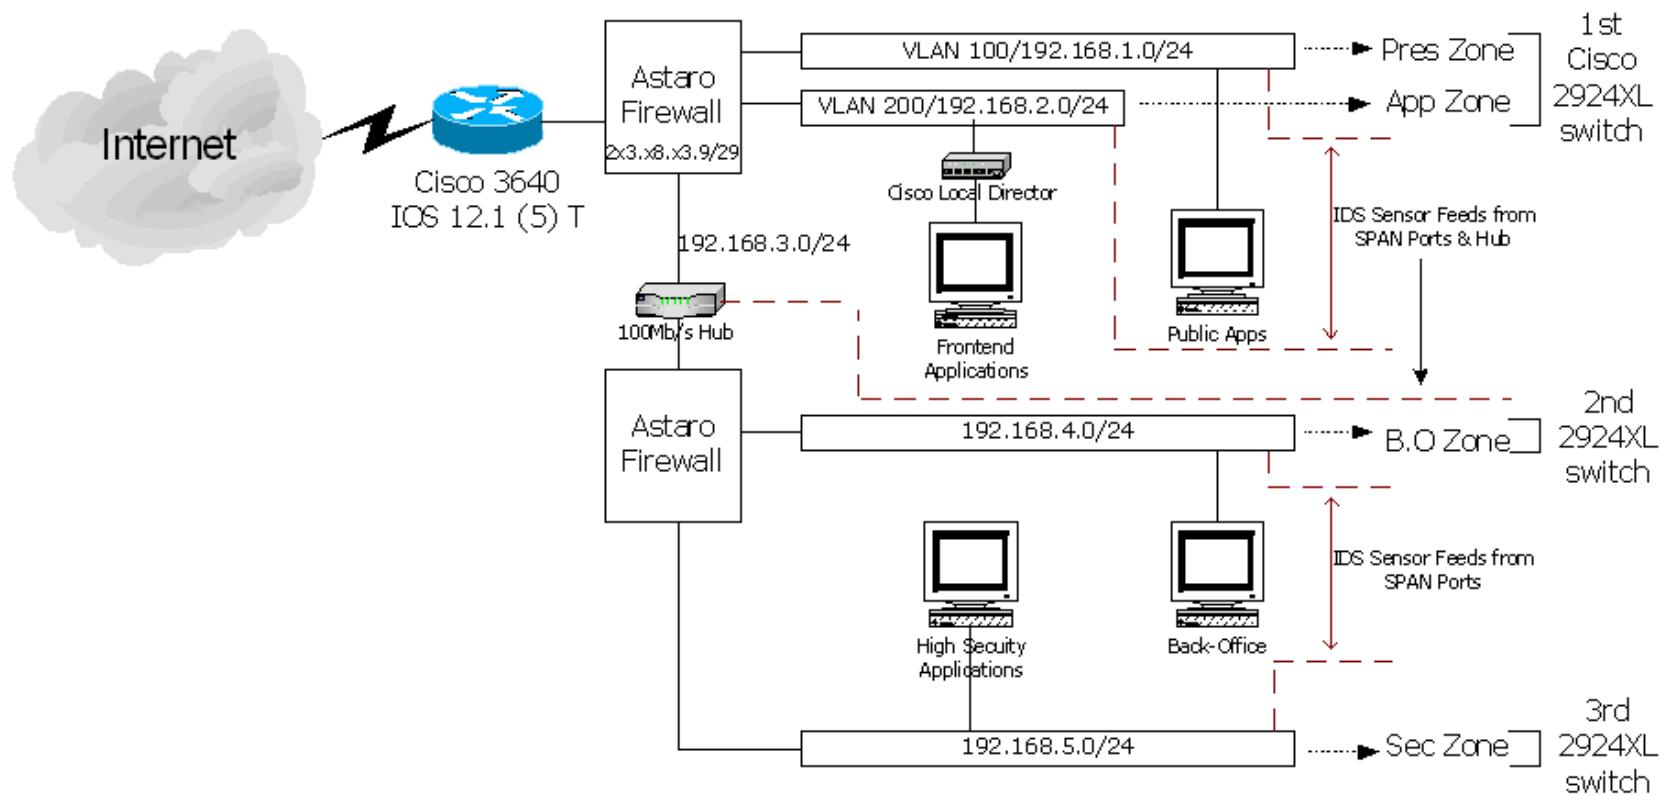 Internet
Cisco 3640
IOS 12.1 (5) T
Astaro
Firewall
2x3.x8.x3.9/29
VLAN 100/192.168.1.0/24
VLAN 200/192.168.2.0/24
Pres Zone
App Zone
1st
Cisco
2924XL
switch
Cisco Local Director
192.168.3.0/24
100Mb/s Hub
Frontend
Applications
Public Apps
IDS Sensor Feeds from
SPAN Ports & Hub
Astaro
Firewall
192.168.4.0/24
B.O Zone
2nd
2924XL
switch
High Secuity
Applications
Back-Office
IDS Sensor Feeds from
SPAN Ports
192.168.5.0/24
Sec Zone
3rd
2924XL
switch